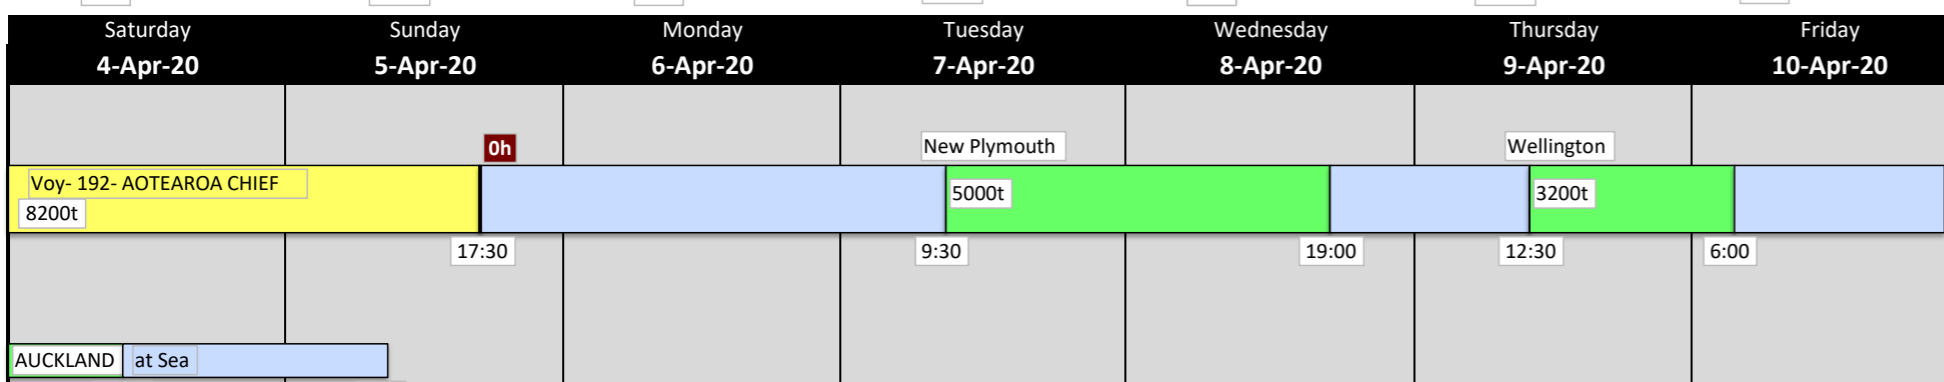 Saturday Sunday Monday Tuesday Wednesday Thursday Friday
4-Apr-20 5-Apr-20 6-Apr-20 7-Apr-20 8-Apr-20 9-Apr-20 10-Apr-20
0h New Plymouth Wellington
Voy- 192- AOTEAROA CHIEF
5000t 3200t
8200t
17:30 9:30 19:00 12:30 6:00
AUCKLAND at Sea